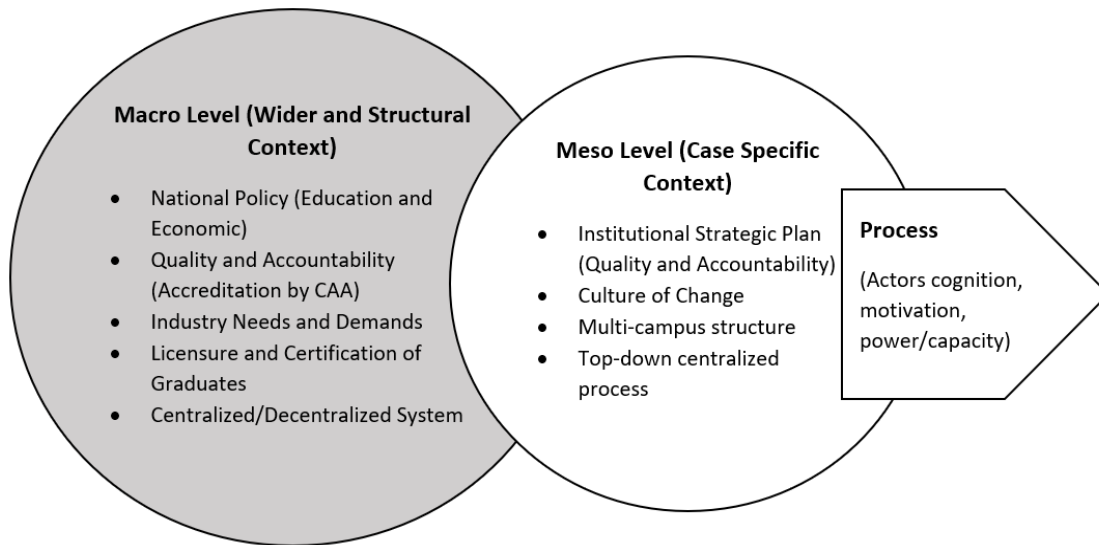 Macro Level (Wider and Structural
Context)
• National Policy (Education and
Economic)
• Quality and Accountability
(Accreditation by CAA)
• Industry Needs and Demands
• Licensure and Certification of
Graduates
• Centralized/Decentralized System
Meso Level (Case Specific
Context)
• Institutional Strategic Plan
(Quality and Accountability)
• Culture of Change
• Multi-campus structure
• Top-down centralized
process
Process
(Actors cognition,
motivation,
power/capacity)